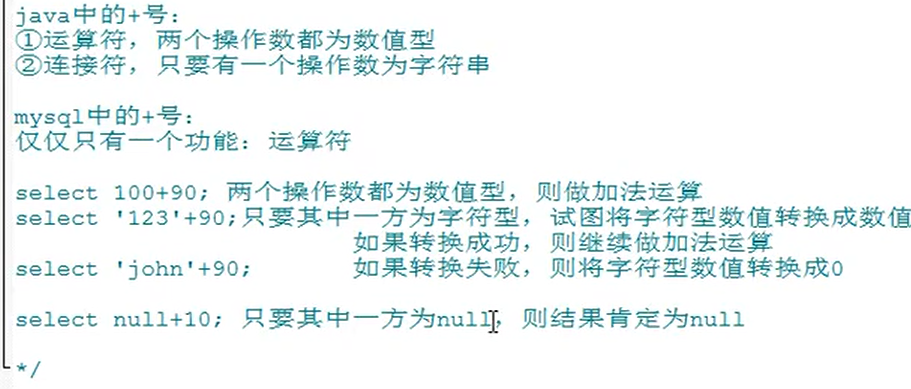 java中的+号：
①运算符，两个操作数都为数值型
②连接符，只要有一个操作数为字符串
mysql中的+号：
仅仅只有一个功能：运算符
select 100+90; 两个操作数都为数值型，则做加法运算
select '123'+90;只要其中一方为字符型，试图将字符型数值转换成数值
如果转换成功，则继续做加法运算
select 'john'+90; 如果转换失败，则将字符型数值转换成0
select null+10; 只要其中一方为null，则结果肯定为null
*/